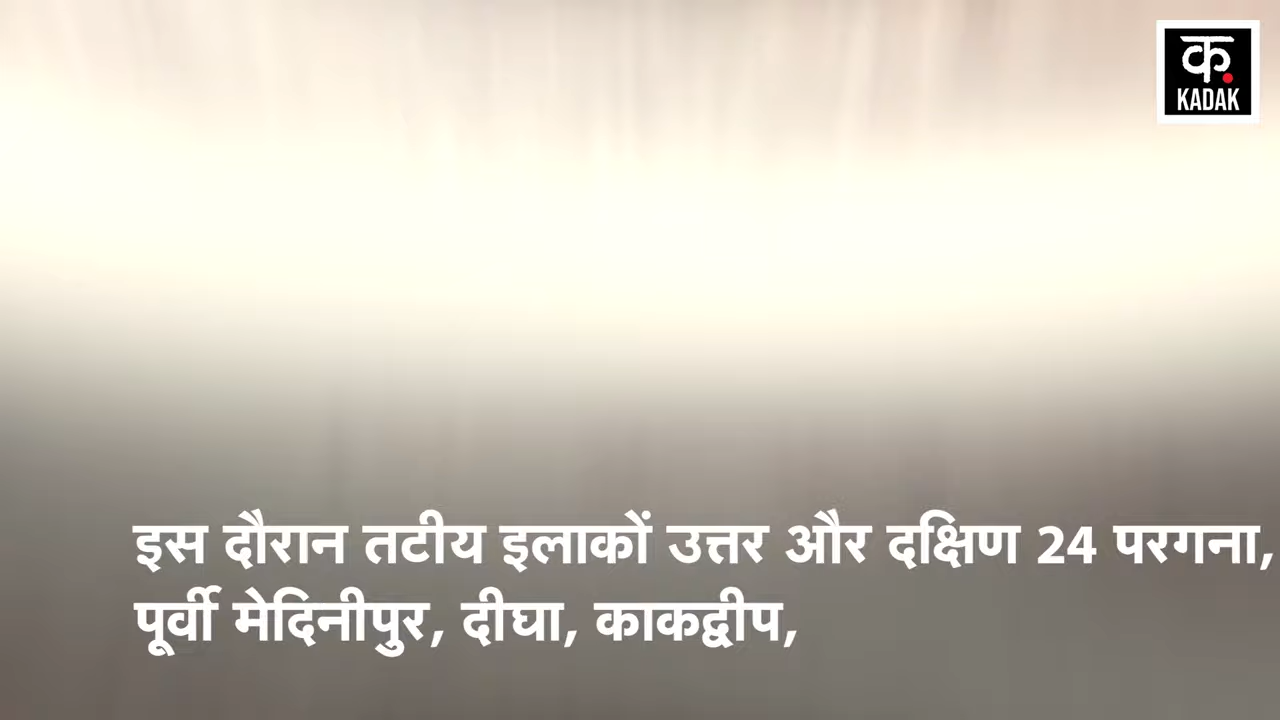 क.
KADAK
इस दौरान तटीय इलाकों उत्तर और दक्षिण 24 परगना,
पूर्वी मेदिनीपुर, दीघा, काकद्वीप,